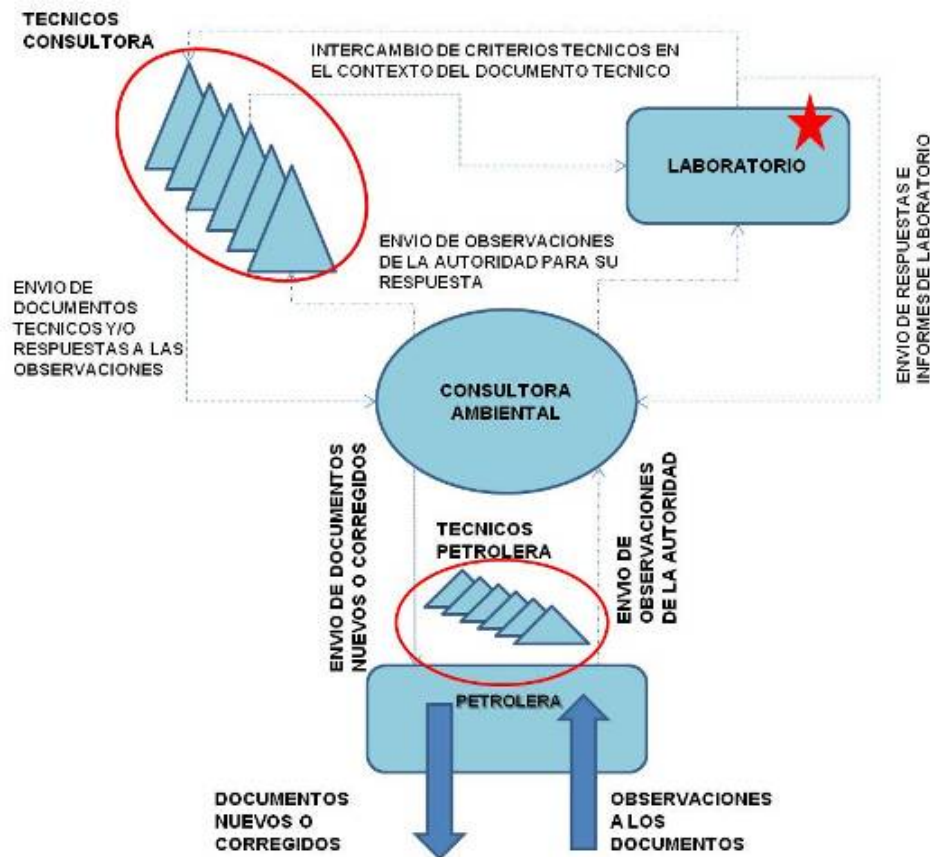 TECNICOS
CONSULTORA
INTERCAMBIO DE CRITERIOS TECNICOS EN
EL CONTEXTO DEL DOCUMENTO TECNICO
LABORATORIO
ENVIO DE RESPUESTAS E
INFORMES DE LABORATORIO
ENVIO DE OBSERVACIONES
DE LA AUTORIDAD PARA SU
RESPUESTA
ENVIO DE
DOCUMENTOS
TECNICOS Y/O
RESPUESTAS A LAS
OBSERVACIONES
CONSULTORA
AMBIENTAL
ENVIO DE DOCUMENTOS
NUEVOS O CORREGIDOS
TECNICOS
PETROLERA
ENVIO DE
OBSERVACIONES
DE LA AUTORIDAD
PETROLERA
DOCUMENTOS
NUEVOS O
CORREGIDOS
OBSERVACIONES
A LOS
DOCUMENTOS